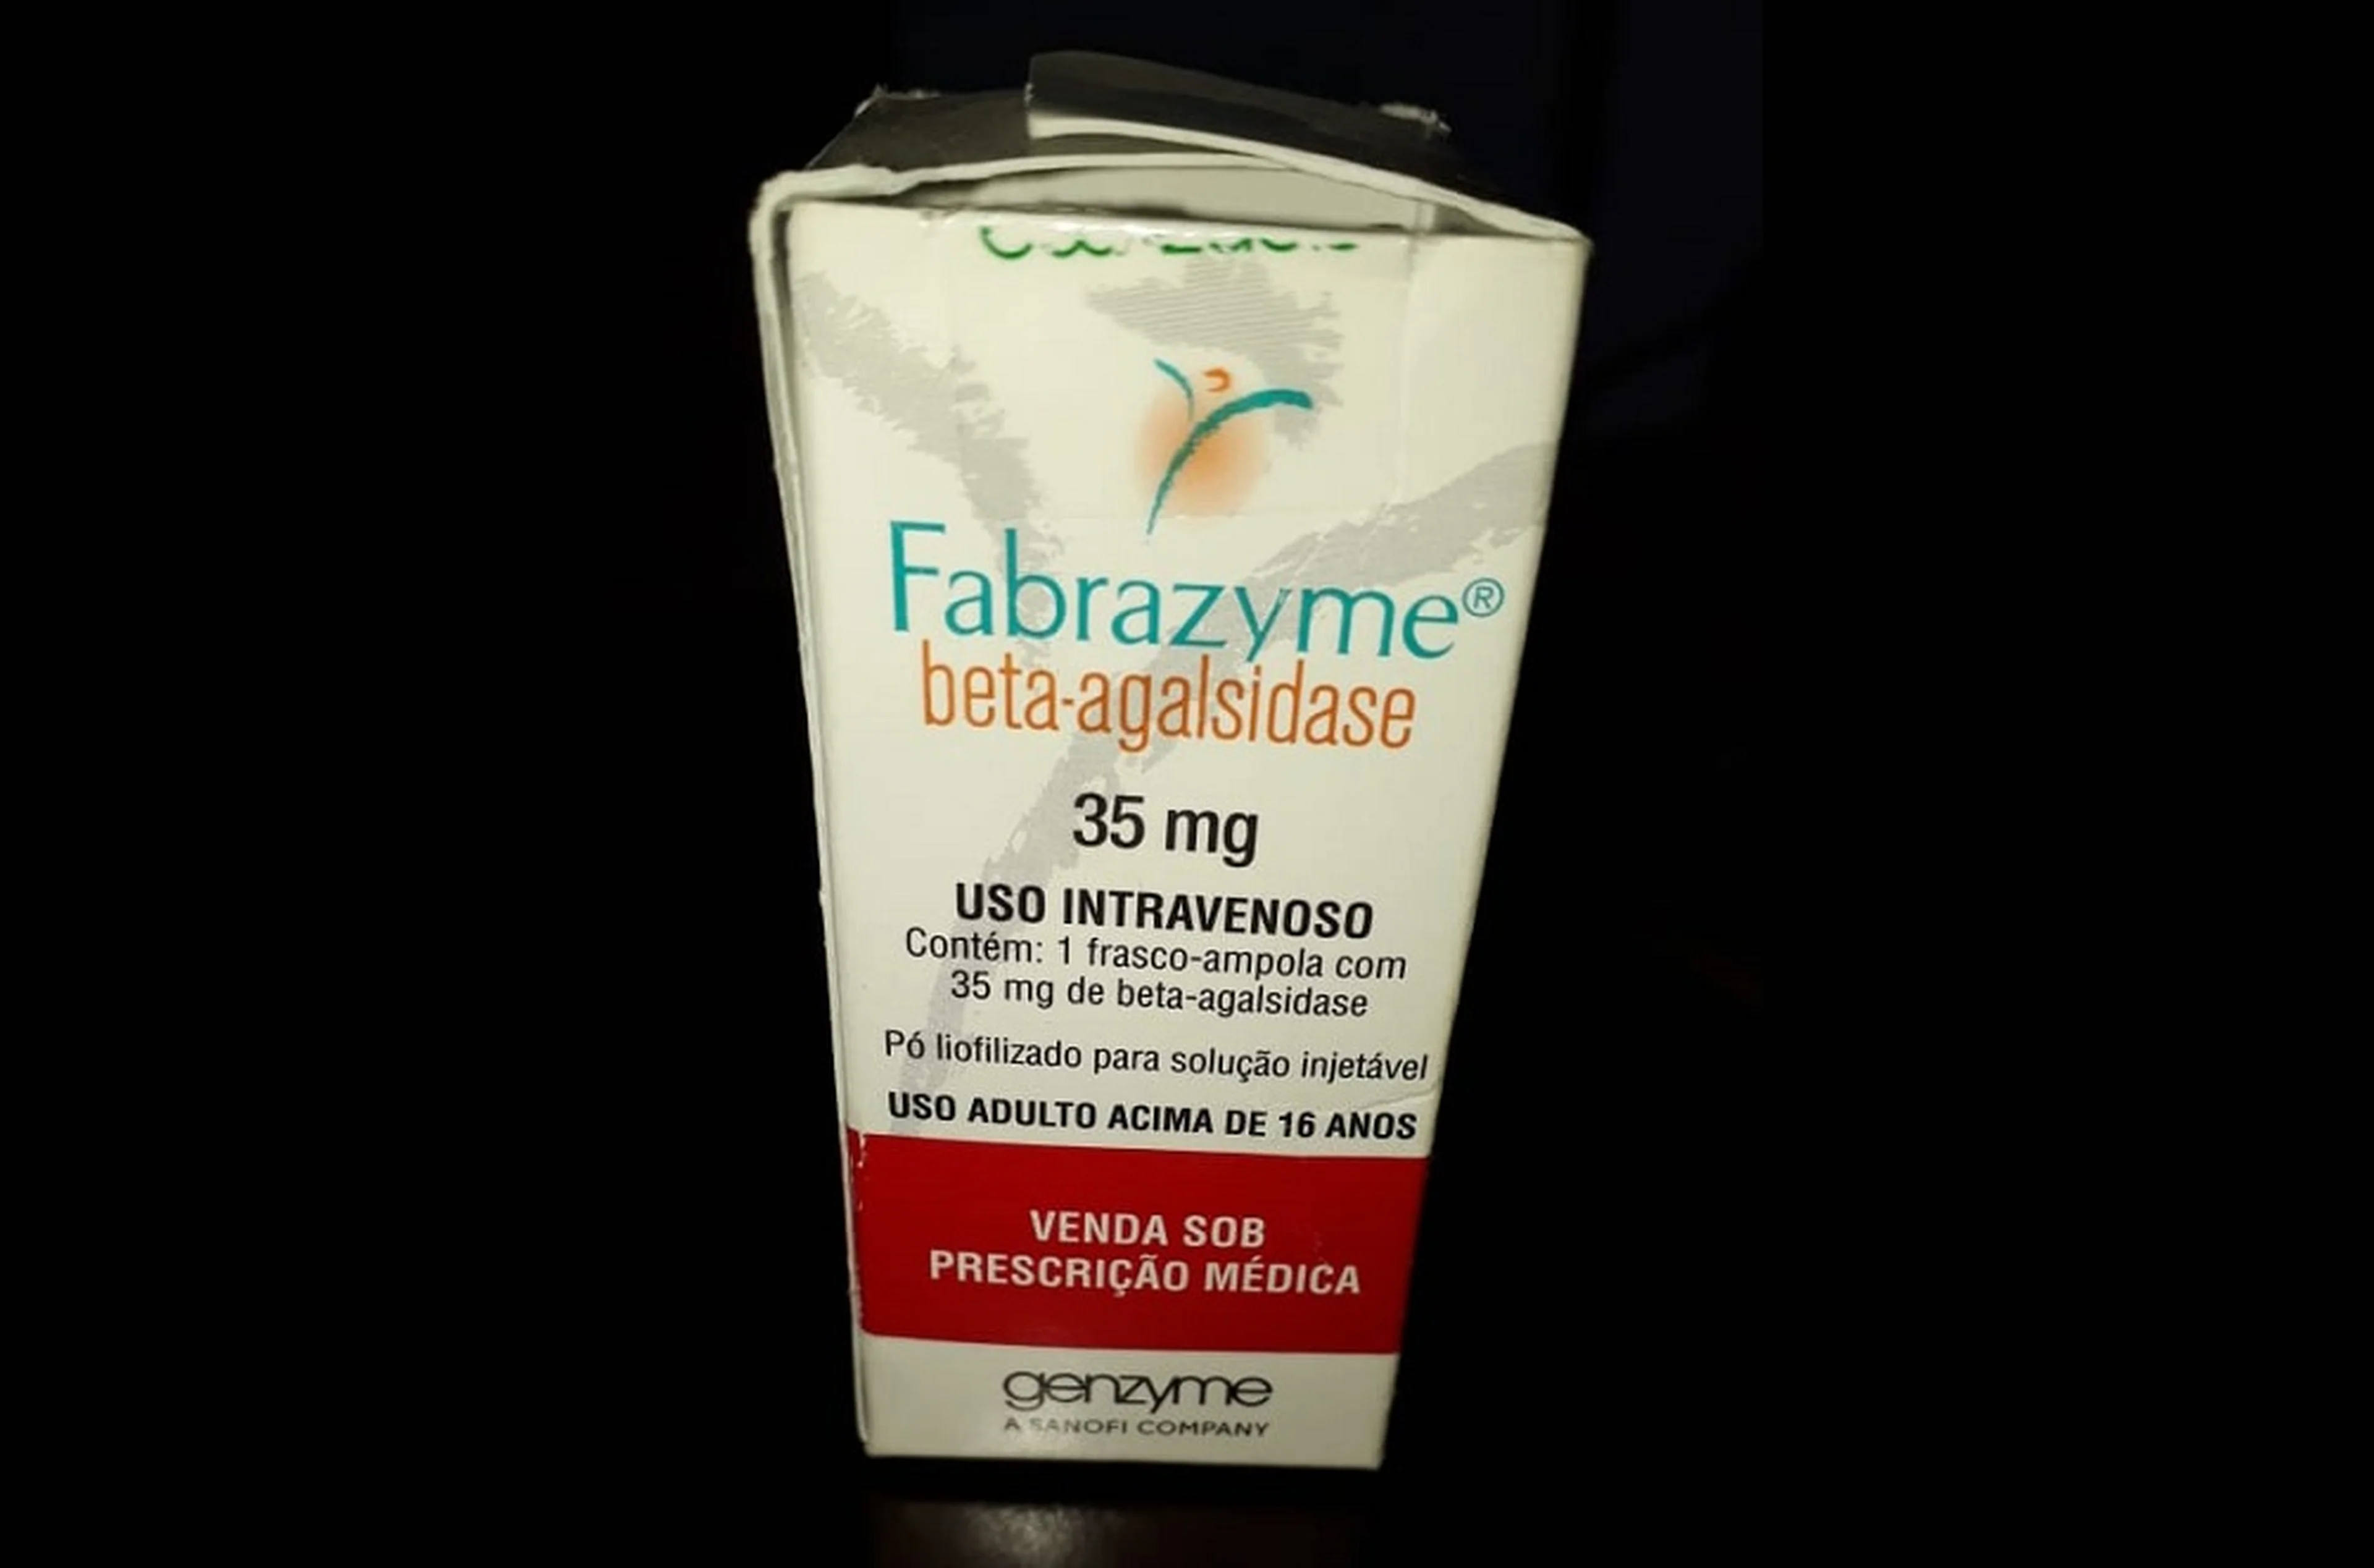 Fabrazyme®
beta-agalsidase
35 mg
USO INTRAVENOSO
Contém: 1 frasco-ampola com
35 mg de beta-agalsidase
Pó liofilizado para solução injetável
USO ADULTO ACIMA DE 16 ANOS
VENDA SOB
PRESCRIÇÃO MÉDICA
genzyme
A SANOFI COMPANY